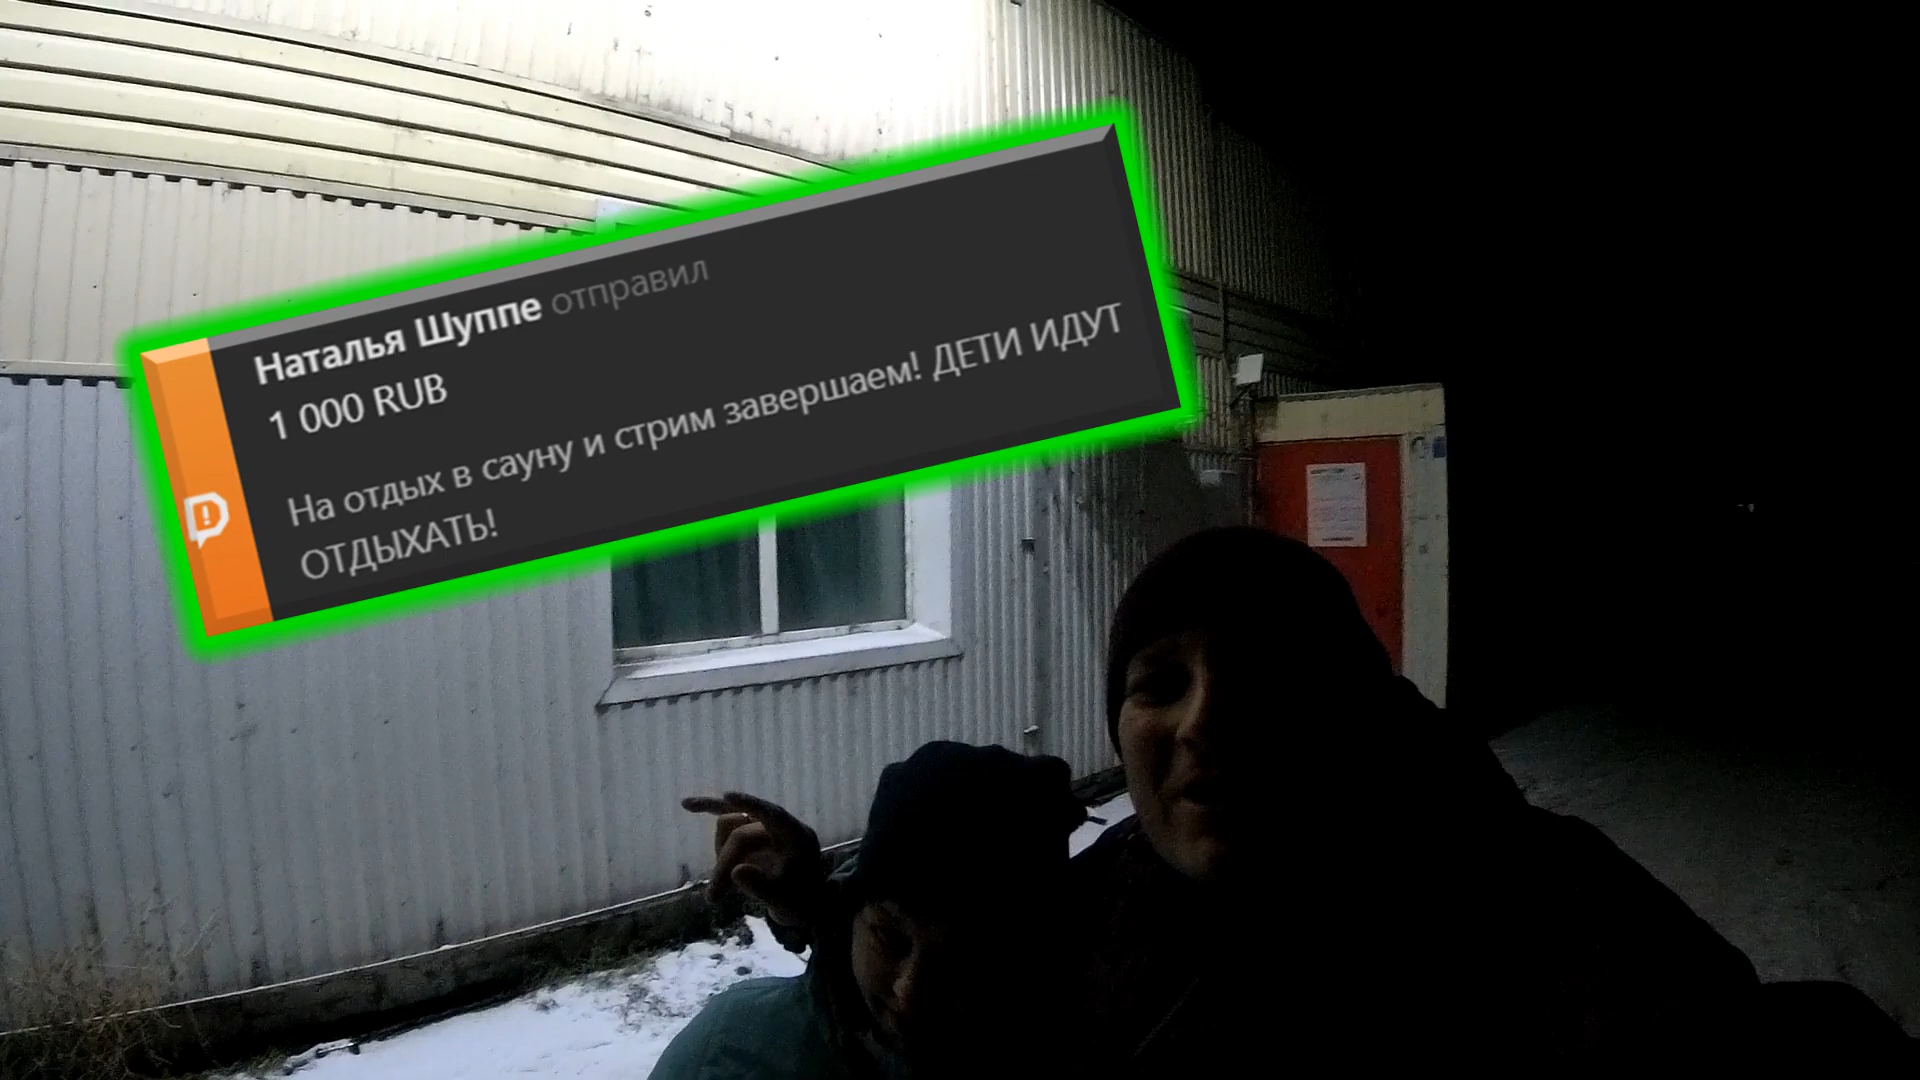 Наталья Шуппе отправил
1 000 RUB
На отдых в сауну и стрим завершаем! ДЕТИ ИДУТ
ОТДЫХАТЬ!